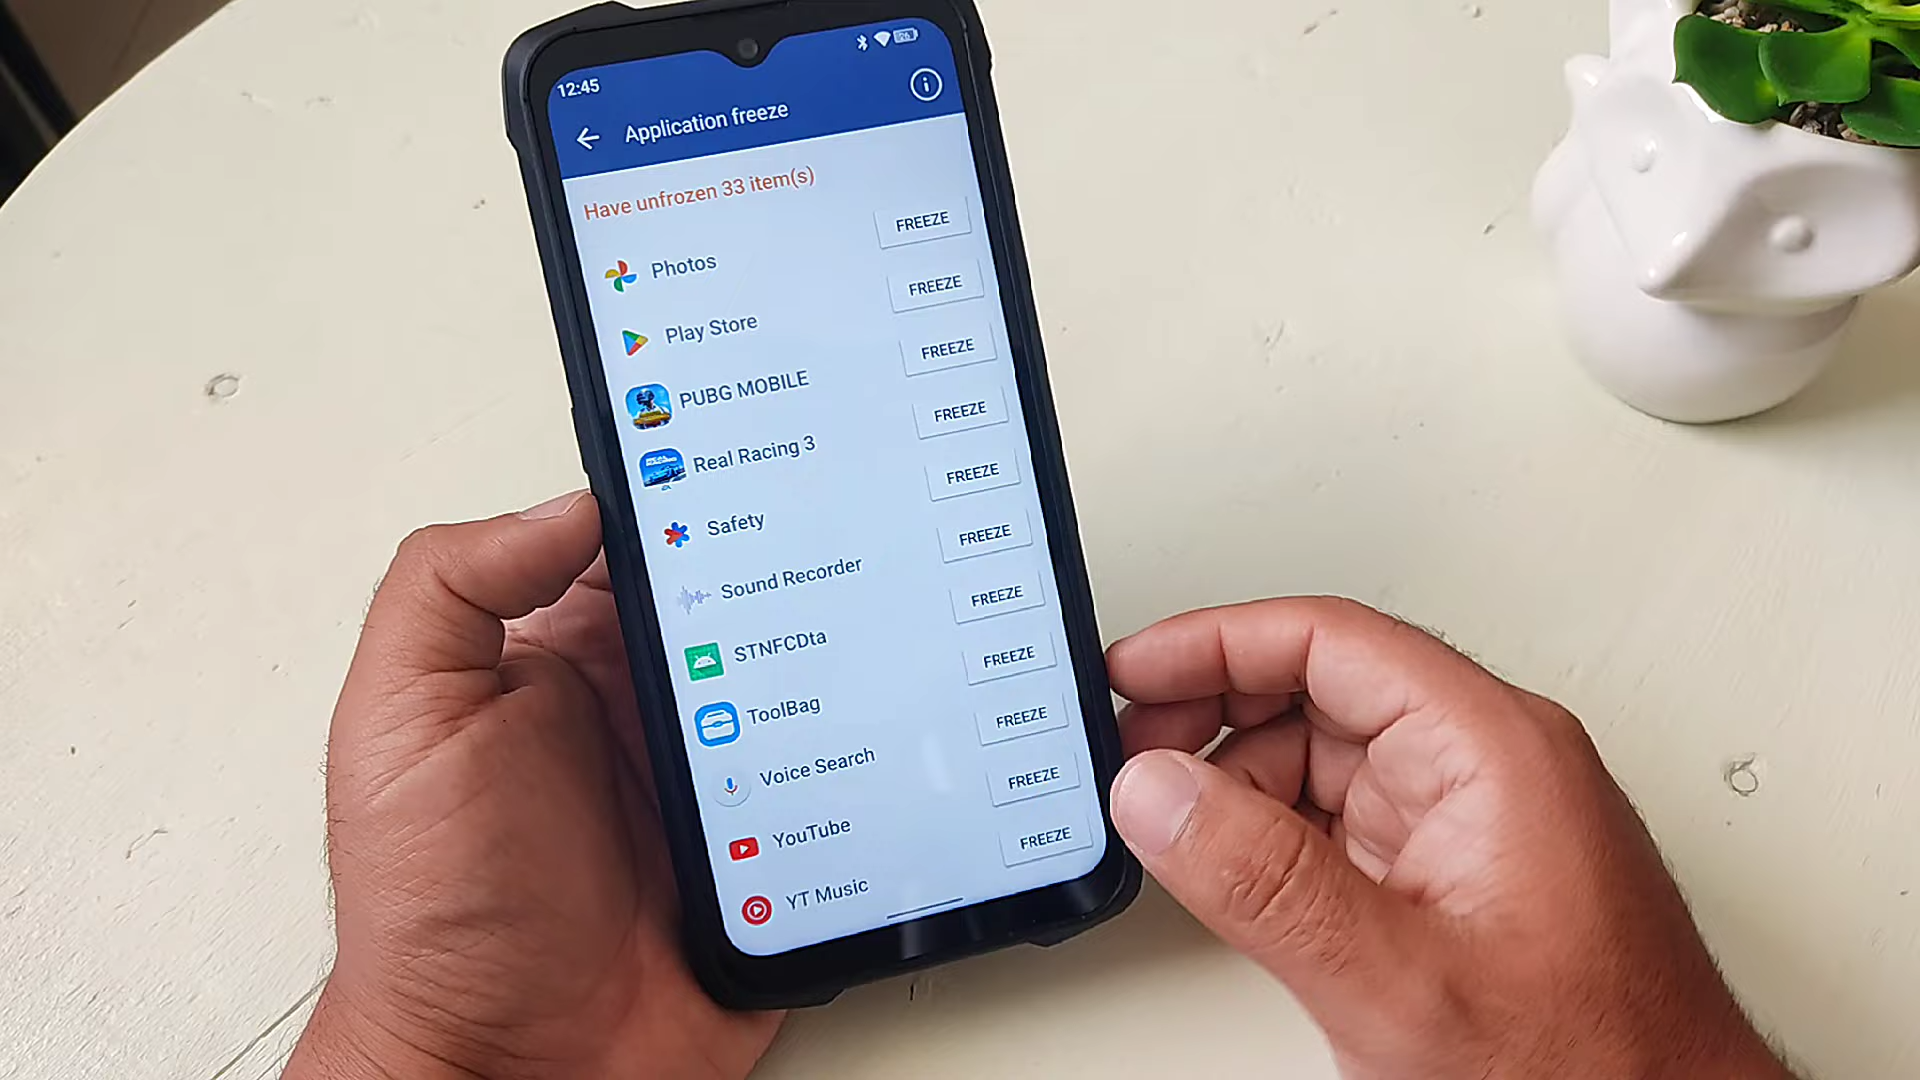 12:45
26
Application freeze
Have unfrozen 33 item(s)
Photos FREEZE
Play Store FREEZE
PUBG MOBILE FREEZE
Real Racing 3 FREEZE
Safety FREEZE
Sound Recorder FREEZE
STNFCDta FREEZE
ToolBag FREEZE
Voice Search FREEZE
YouTube FREEZE
YT Music FREEZE